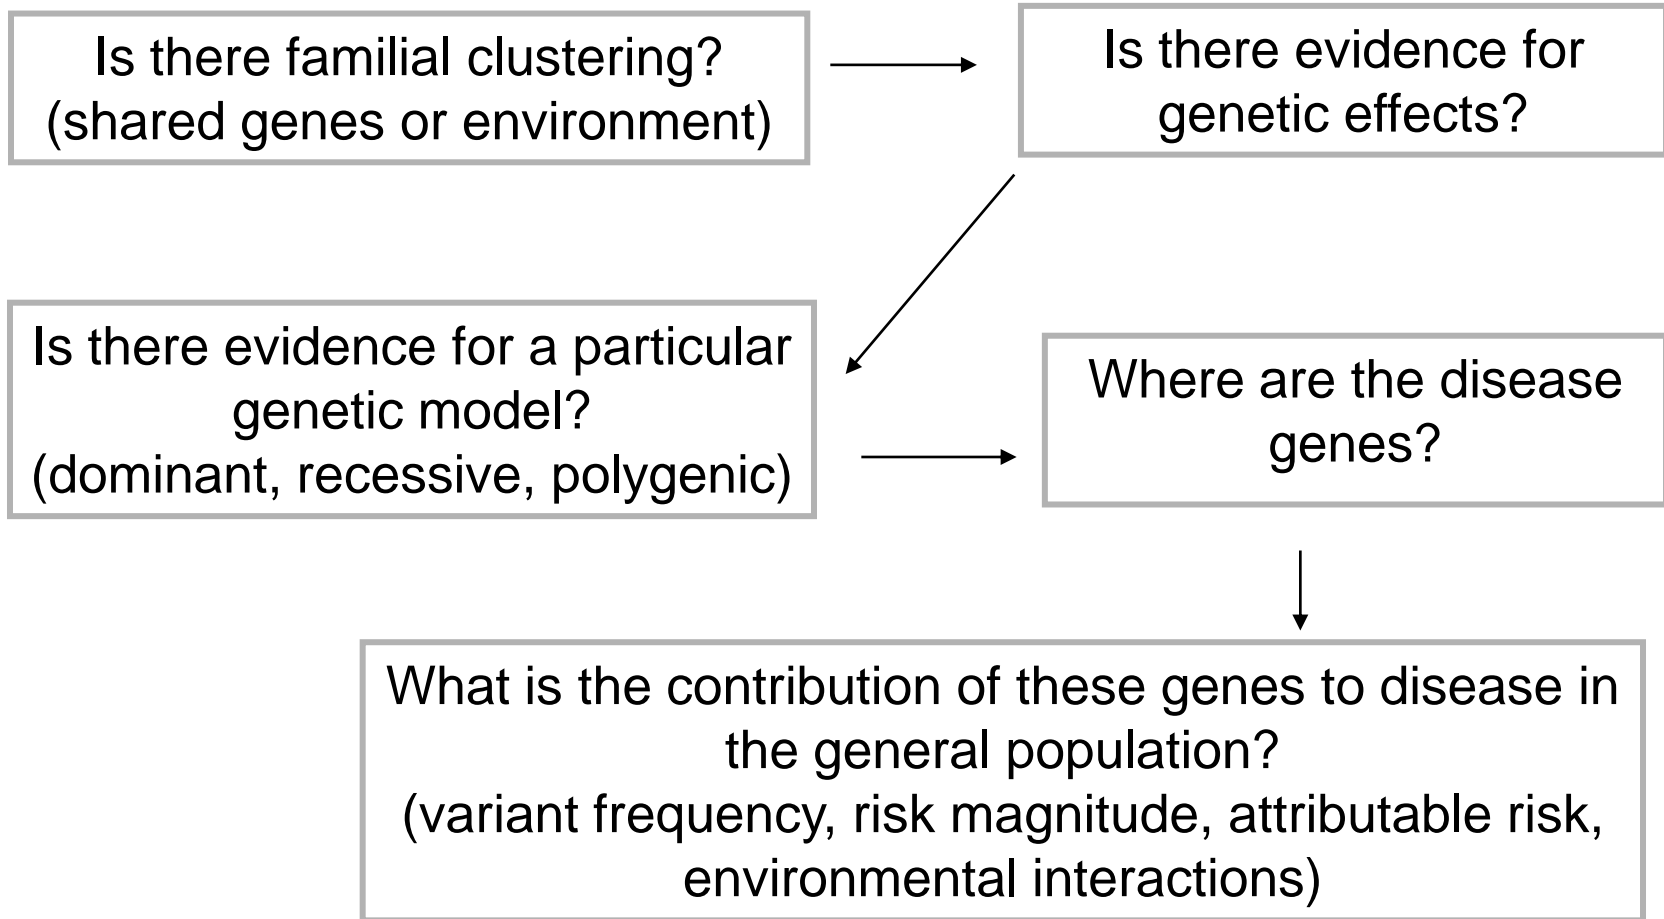 Is there familial clustering?
(shared genes or environment)
Is there evidence for
genetic effects?
Is there evidence for a particular
genetic model?
(dominant, recessive, polygenic)
Where are the disease
genes?
What is the contribution of these genes to disease in
the general population?
(variant frequency, risk magnitude, attributable risk,
environmental interactions)